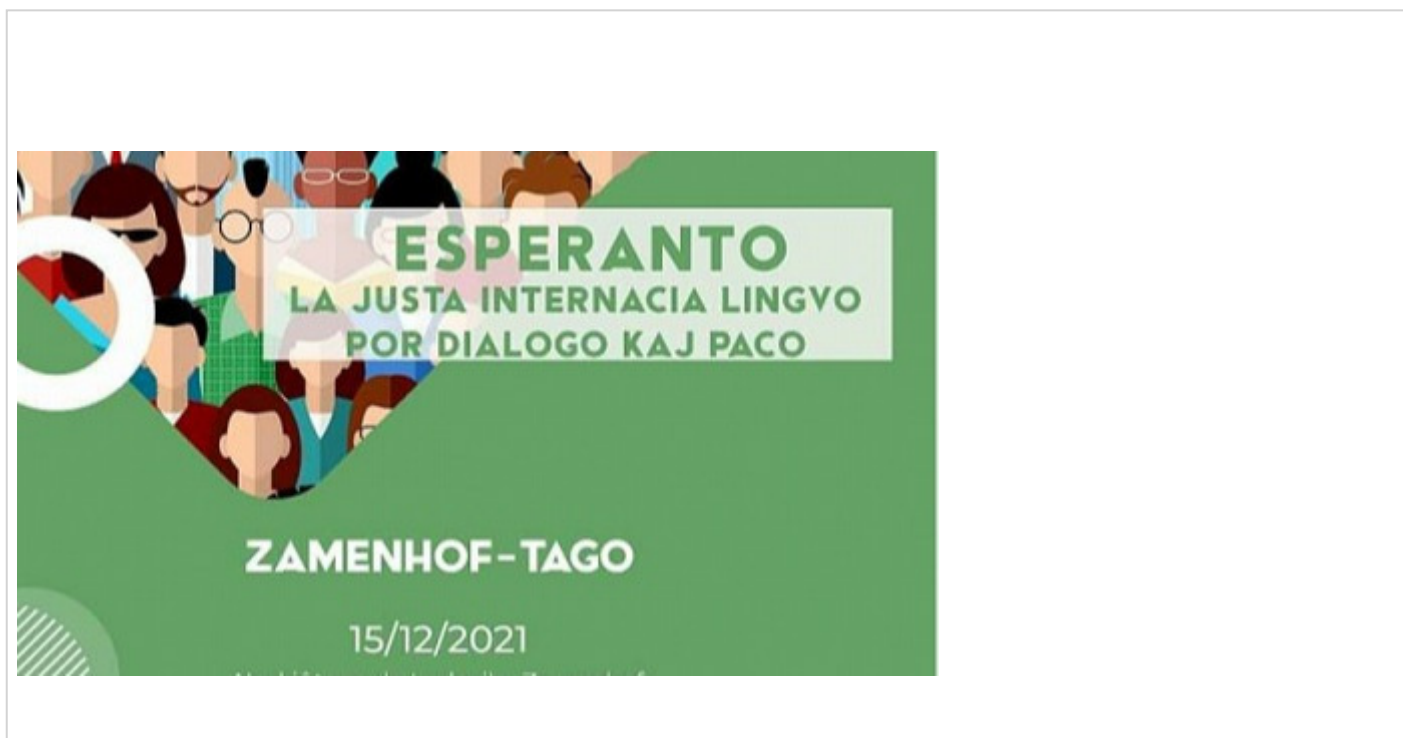 ESPERANTO
LA JUSTA INTERNACIA LINGVO
POR DIALOGO KAJ PACO
ZAMENHOF-TAGO
15/12/2021